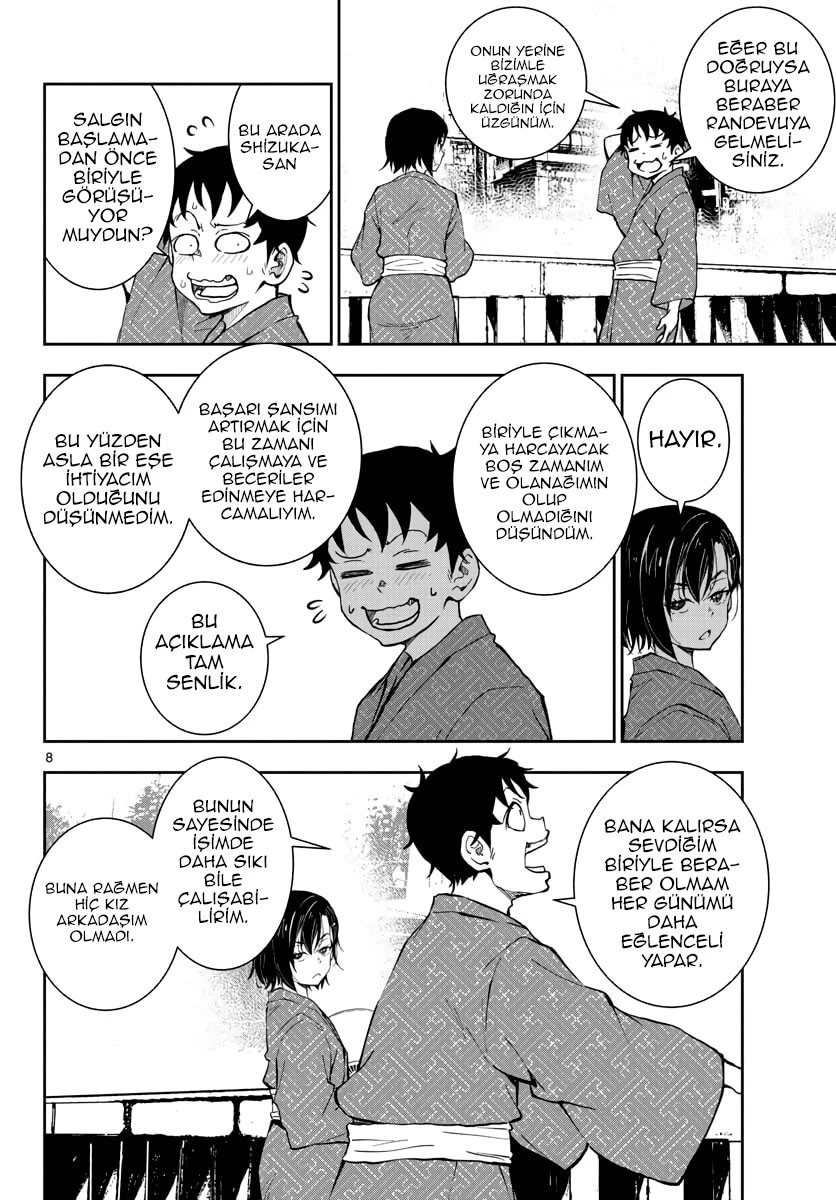 EĞER BU
DOĞRUYSA
BURAYA
BERABER
RANDEVUYA
GELMELİ-
SİNİZ.
ONUN YERİNE
BİZİMLE
UĞRAŞMAK
ZORUNDA
KALDIĞIN İÇİN
ÜZGÜNÜM.
BU ARADA
SHIZUKA-
SAN
SALGIN
BAŞLAMA-
DAN ÖNCE
BİRİYLE
GÖRÜŞÜ-
YOR
MUYDUN?
HAYIR.
BİRİYLE ÇIKMA-
YA HARCAYACAK
BOŞ ZAMANIM
VE OLANAĞIMIN
OLUP
OLMADIĞINI
DÜŞÜNDÜM.
BAŞARI ŞANSIMI
ARTIRMAK İÇİN
BU ZAMANI
ÇALIŞMAYA VE
BECERİLER
EDİNMEYE HAR-
CAMALIYIM.
BU YÜZDEN
ASLA BİR EŞE
İHTİYACIM
OLDUĞUNU
DÜŞÜNMEDİM.
BU
AÇIKLAMA
TAM
SENLİK.
8
BANA KALIRSA
SEVDİĞİM
BİRİYLE BERA-
BER OLMAM
HER GÜNÜMÜ
DAHA
EĞLENCELİ
YAPAR.
BUNUN
SAYESİNDE
İŞİMDE
DAHA SIKI
BİLE
ÇALIŞABİ-
LİRİM.
BUNA RAĞMEN
HİÇ KIZ
ARKADAŞIM
OLMADI.